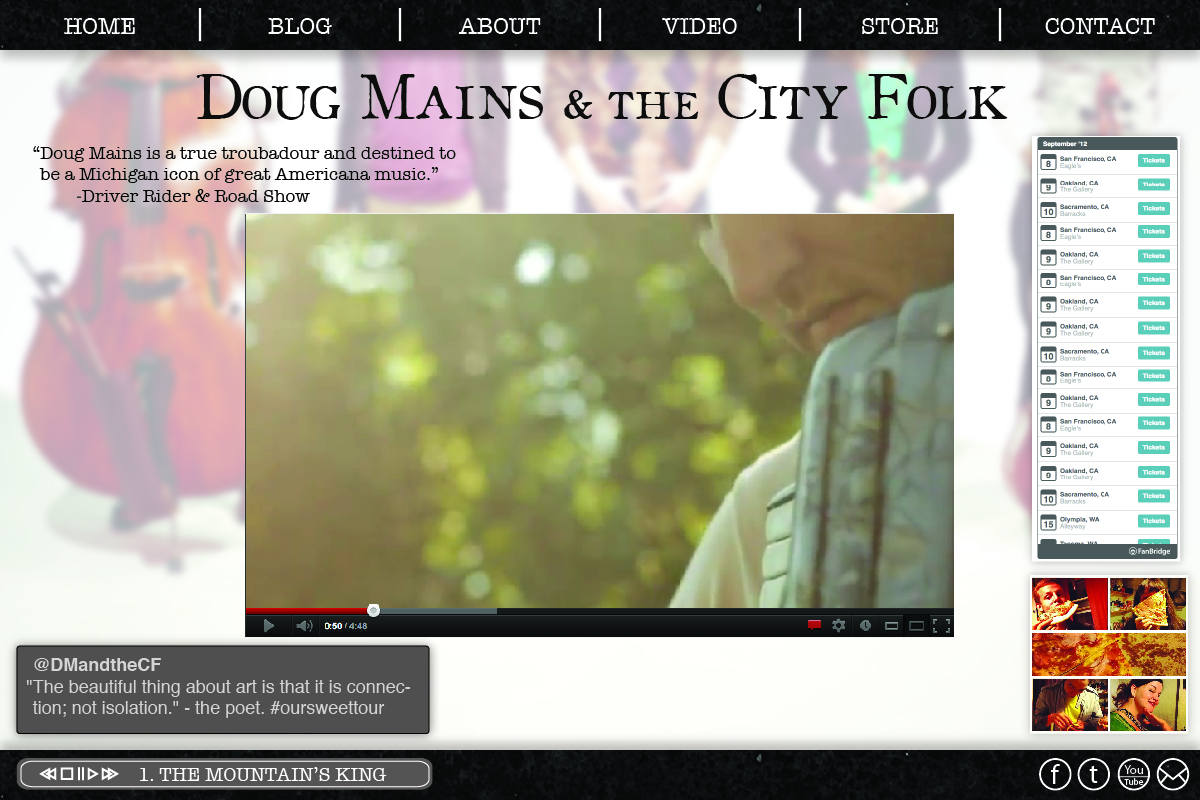 HOME
BLOG
ABOUT
VIDEO
STORE
CONTACT
DOUG MAINS & THE CITY FOLK
“Doug Mains is a true troubadour and destined to
be a Michigan icon of great Americana music.”
-Driver Rider & Road Show
September '12
8 San Francisco, CA Tickets
Eagle's
9 Oakland, CA Tickets
The Gallery
10 Sacramento, CA Tickets
Barracks
8 San Francisco, CA Tickets
Eagle's
9 Oakland, CA Tickets
The Gallery
San Francisco, CA Tickets
Eagle's
9 Oakland, CA Tickets
The Gallery
9 Oakland, CA Tickets
The Gallery
10 Sacramento, CA Tickets
Barracks
8 San Francisco, CA Tickets
Eagle's
9 Oakland, CA Tickets
The Gallery
8 San Francisco, CA Tickets
Eagle's
9 Oakland, CA Tickets
The Gallery
Oakland, CA Tickets
The Gallery
10 Sacramento, CA Tickets
Barracks
15 Olympia, WA Tickets
Alleyway
FanBridge
0:50 / 4:48
@DMandtheCF
"The beautiful thing about art is that it is connec-
tion; not isolation." - the poet. #oursweettour
1. THE MOUNTAIN'S KING
f
t
You
Tube